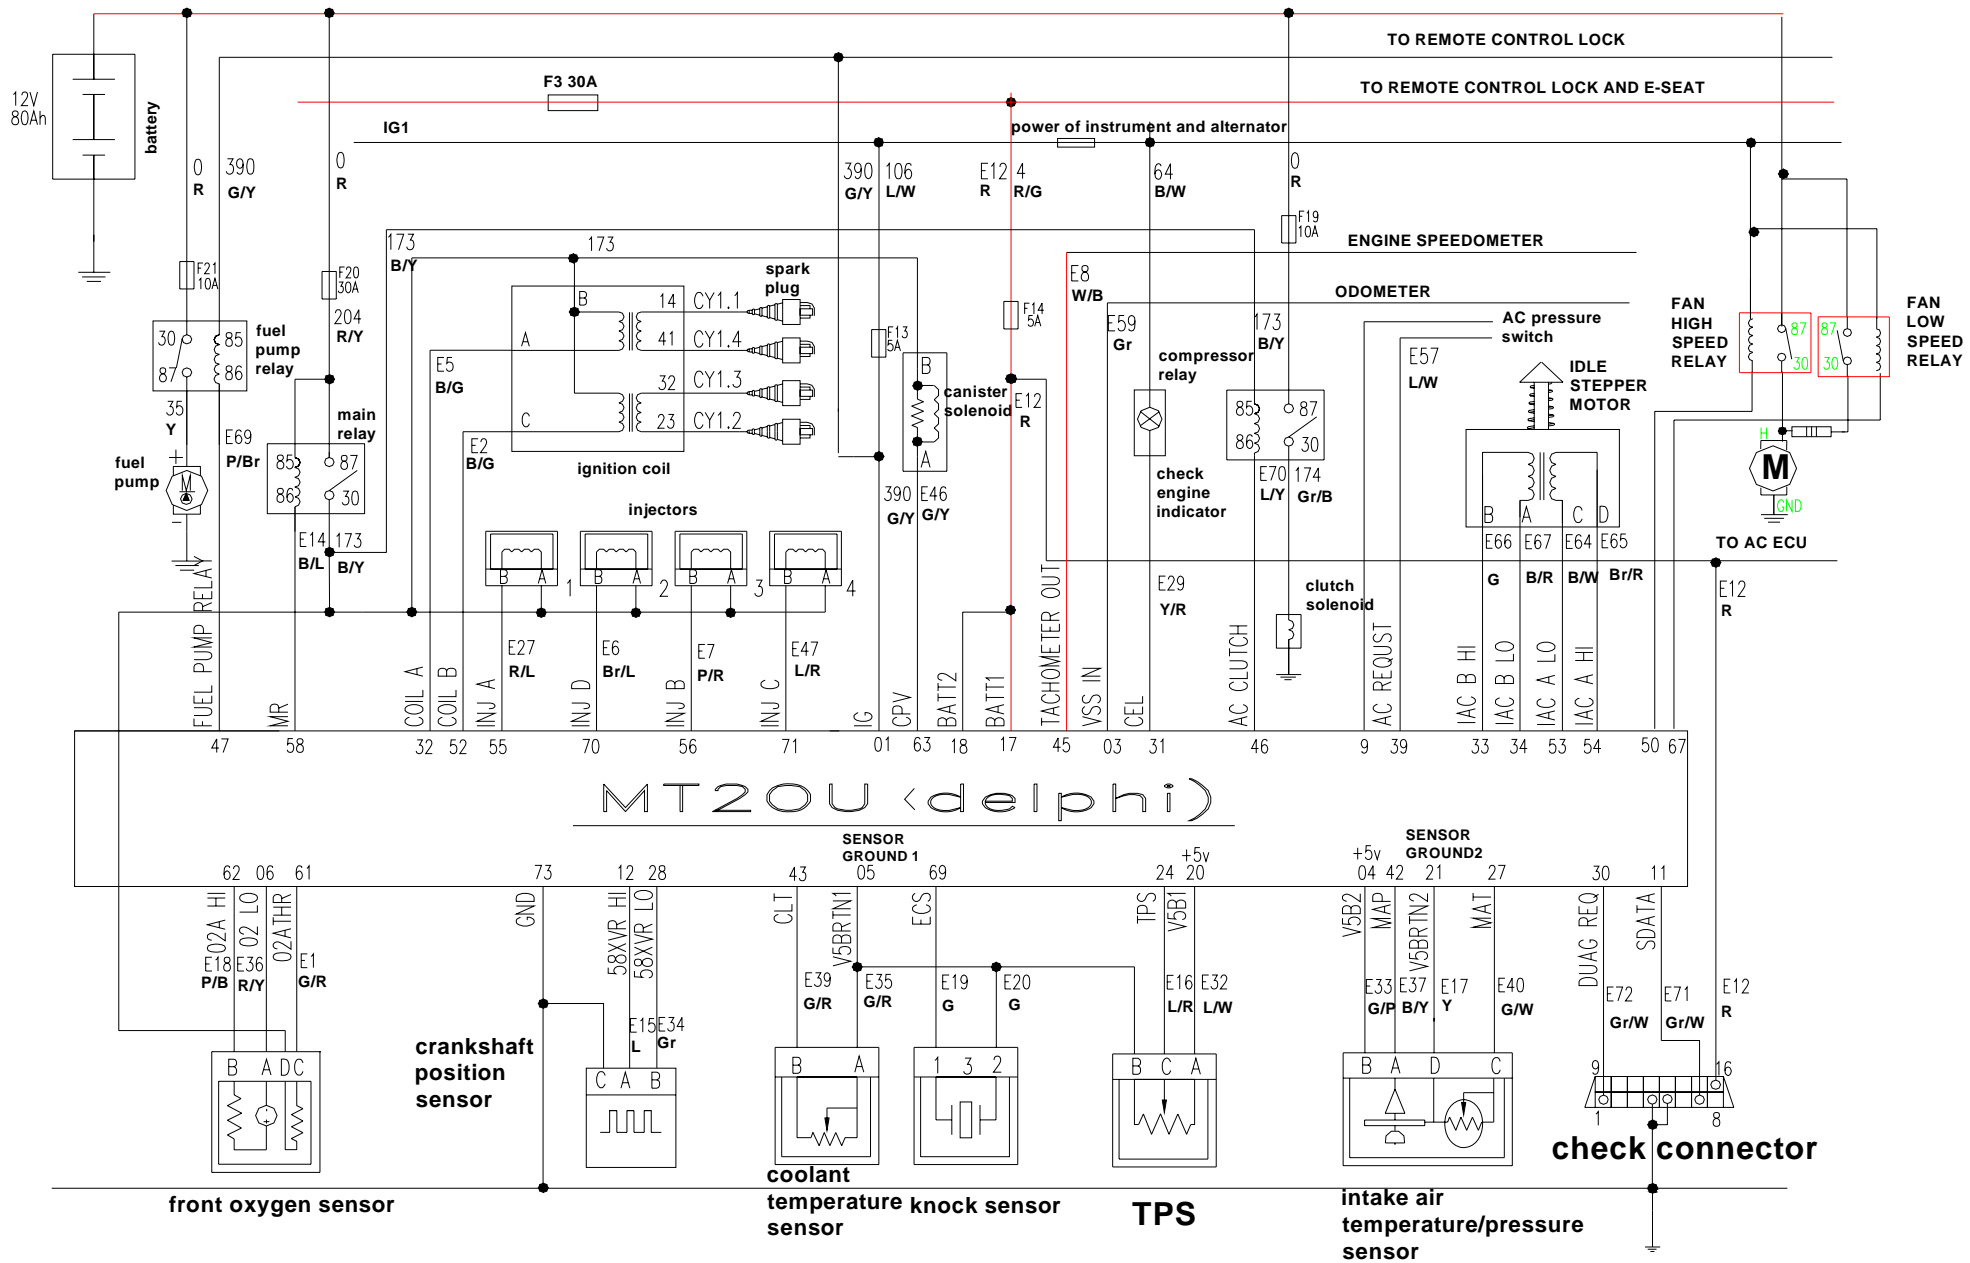 TO REMOTE CONTROL LOCK
F3 30A
TO REMOTE CONTROL LOCK AND E-SEAT
12V
80Ah
battery
IG1
power of instrument and alternator
0
R
390
G/Y
0
R
390
G/Y
106
L/W
E12
R
4
R/G
64
B/W
0
R
F19
10A
173
B/Y
173
ENGINE SPEEDOMETER
F21
10A
F20
30A
spark
plug
E8
W/B
ODOMETER
204
R/Y
B
14
CY1.1
A
41
CY1.4
32
CY1.3
C
23
CY1.2
ignition coil
F13
5A
F14
5A
E59
Gr
173
B/Y
AC pressure
switch
E57
L/W
FAN
HIGH
SPEED
RELAY
87
30
87
30
FAN
LOW
SPEED
RELAY
30
85
87
86
fuel
pump
relay
E5
B/G
E2
B/G
B
A
canister
solenoid
E12
R
compressor
relay
85
87
86
30
IDLE
STEPPER
MOTOR
35
Y
E69
P/Br
main
relay
85
87
86
30
fuel
pump
+
M
-
390
G/Y
E46
G/Y
check
engine
indicator
E70
L/Y
174
Gr/B
H
M
GND
B
A
C
D
injectors
E14
B/L
173
B/Y
E66
G
E67
B/R
E64
B/W
E65
Br/R
TO AC ECU
B
A
1
B
A
2
B
A
3
B
A
4
E29
Y/R
clutch
solenoid
E12
R
E27
R/L
E6
Br/L
E7
P/R
E47
L/R
FUEL PUMP RELAY
MR
COIL A
COIL B
INJ A
INJ D
INJ B
INJ C
IG
CPV
BATT2
BATT1
TACHOMETER OUT
VSS IN
CEL
AC CLUTCH
AC REQUST
IAC B HI
IAC B LO
IAC A LO
IAC A HI
47
58
32
52
55
70
56
71
01
63
18
17
45
03
31
46
9
39
33
34
53
54
50
67
MT20U <delphi)
SENSOR
GROUND 1
SENSOR
GROUND2
+5v
+5v
62
06
61
73
12
28
43
05
69
24
20
04
42
21
27
30
11
O2A HI
O2 LO
O2ATHR
GND
58XVR HI
58XVR LO
CLT
V5BRTN1
ECS
TPS
V5B1
V5B2
MAP
V5BRTN2
MAT
DUAG REQ
SDATA
E18
P/B
E36
R/Y
E1
G/R
E15
L
E34
Gr
E39
G/R
E35
G/R
E19
G
E20
G
E16
L/R
E32
L/W
E33
G/P
E37
B/Y
E17
Y
E40
G/W
E72
Gr/W
E71
Gr/W
E12
R
B
A
D
C
front oxygen sensor
crankshaft
position
sensor
C
A
B
B
A
coolant
temperature
sensor
1
3
2
knock sensor
B
C
A
TPS
B
A
D
C
intake air
temperature/pressure
sensor
9
16
1
8
check connector